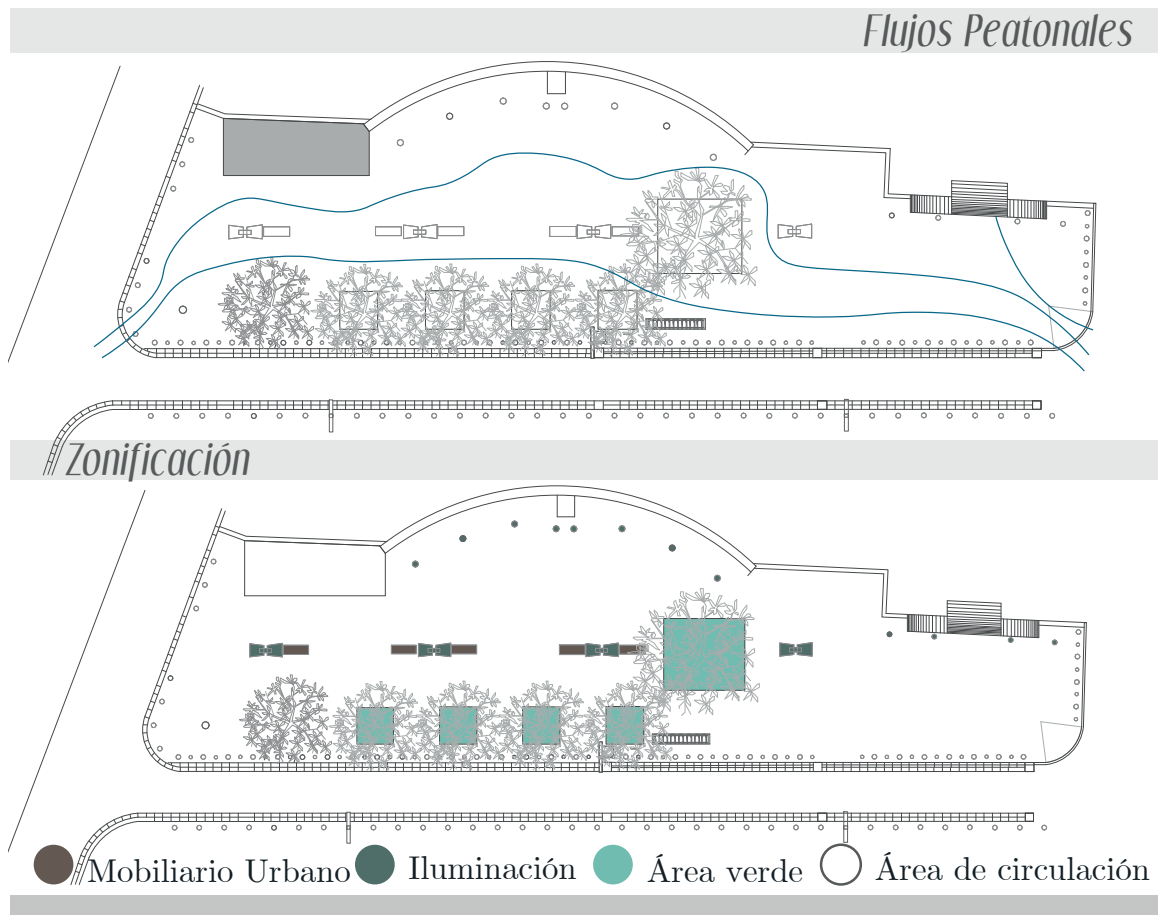 Flujos Peatonales
Zonificación
Mobiliario Urbano
Iluminación
Área verde
Área de circulación